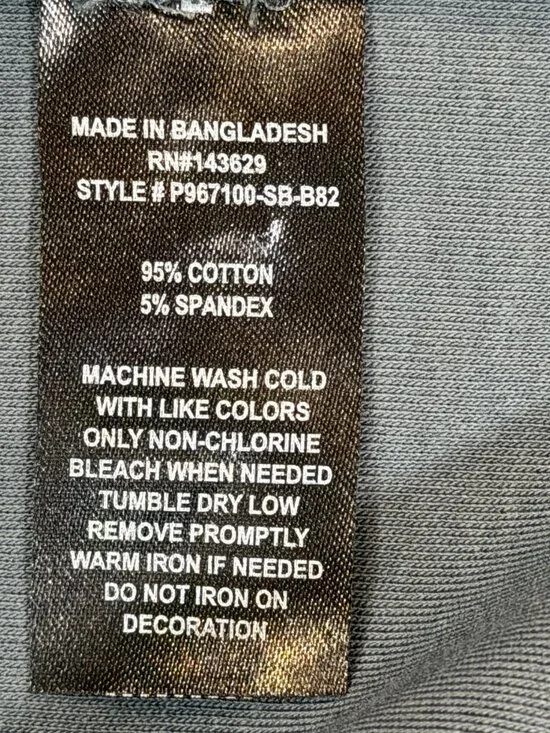 MADE IN BANGLADESH
RN#143629
STYLE # P967100-SB-B82
95% COTTON
5% SPANDEX
MACHINE WASH COLD
WITH LIKE COLORS
ONLY NON-CHLORINE
BLEACH WHEN NEEDED
TUMBLE DRY LOW
REMOVE PROMPTLY
WARM IRON IF NEEDED
DO NOT IRON ON
DECORATION